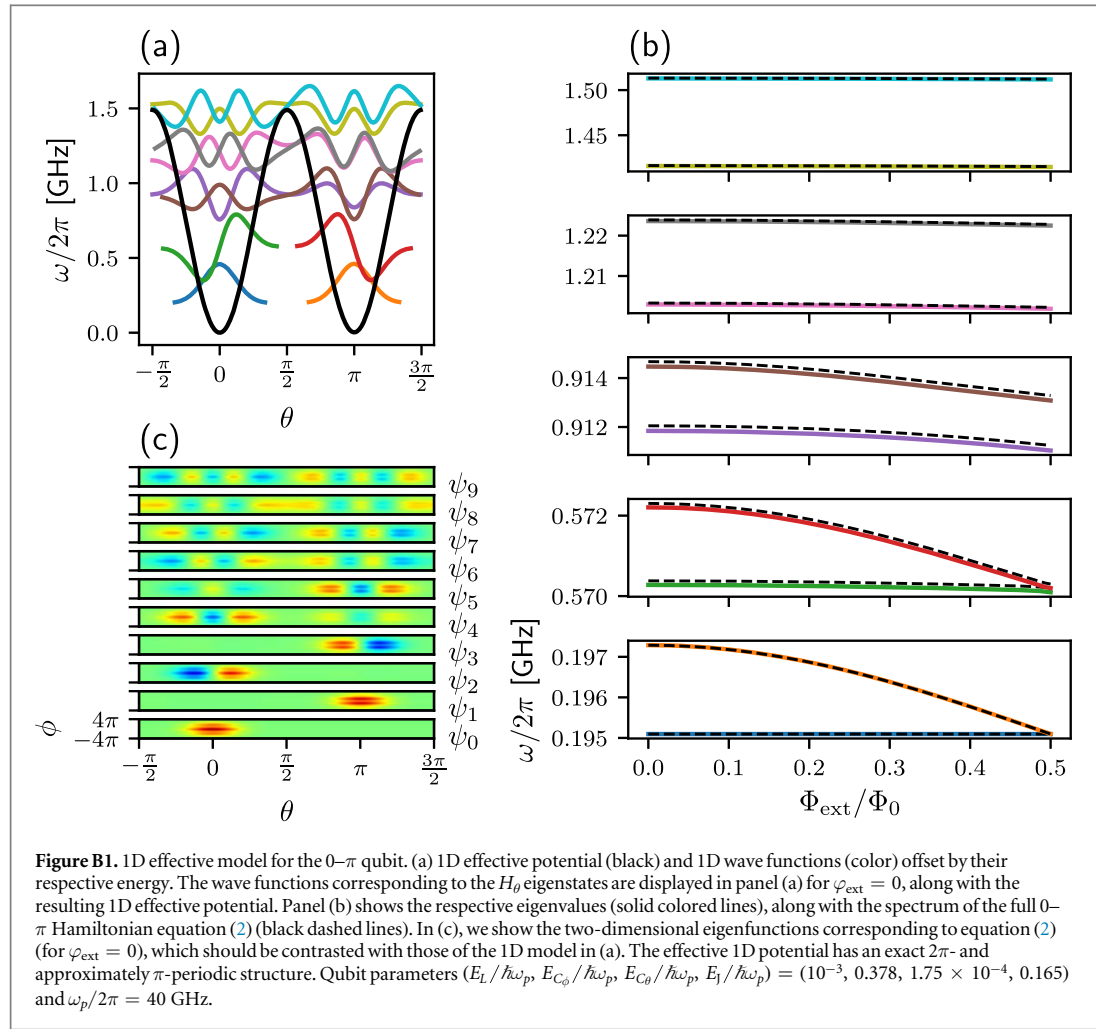 (a)
ω/2π [GHz]
1.5
1.0
0.5
0.0
−π/2 0 π/2 π 3π/2
θ
(b)
1.50
1.45
1.22
1.21
0.914
0.912
0.572
0.570
0.197
0.196
0.195
ω/2π [GHz]
0.0 0.1 0.2 0.3 0.4 0.5
Φext/Φ0
(c)
ψ9
ψ8
ψ7
ψ6
ψ5
ψ4
ψ3
ψ2
ψ1
ψ0
ϕ
4π
−4π
−π/2 0 π/2 π 3π/2
θ
Figure B1. 1D effective model for the 0–π qubit. (a) 1D effective potential (black) and 1D wave functions (color) offset by their
respective energy. The wave functions corresponding to the Hθ eigenstates are displayed in panel (a) for φext = 0, along with the
resulting 1D effective potential. Panel (b) shows the respective eigenvalues (solid colored lines), along with the spectrum of the full 0–
π Hamiltonian equation (2) (black dashed lines). In (c), we show the two-dimensional eigenfunctions corresponding to equation (2)
(for φext = 0), which should be contrasted with those of the 1D model in (a). The effective 1D potential has an exact 2π- and
approximately π-periodic structure. Qubit parameters (EL/ℏωp, ECϕ/ℏωp, ECθ/ℏωp, EJ/ℏωp) = (10⁻³, 0.378, 1.75 × 10⁻⁴, 0.165)
and ωp/2π = 40 GHz.